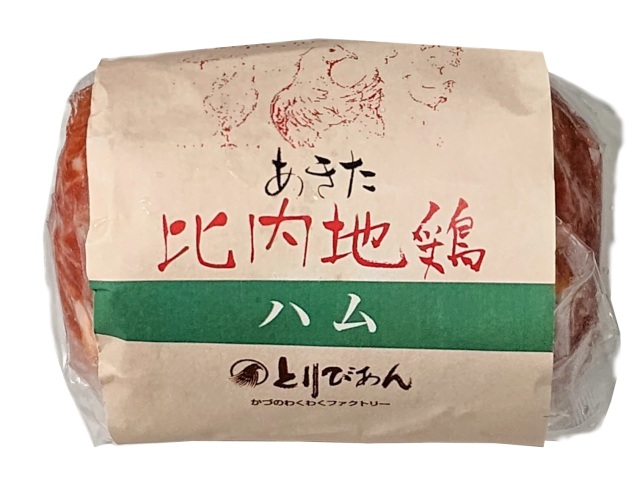 あきた
比内地鶏
ハム
とりびあん
かづのわくわくファクトリー